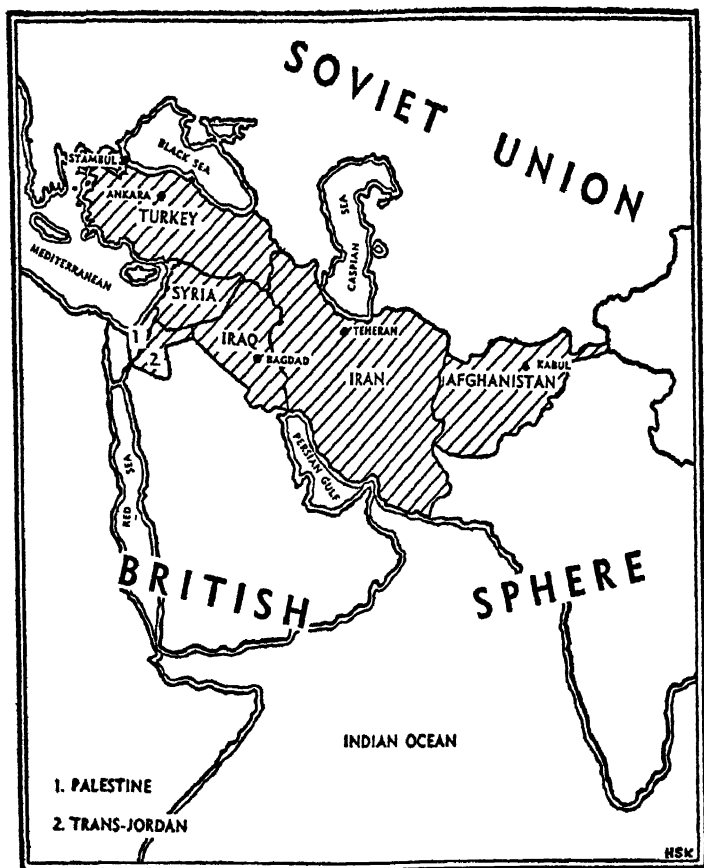 SOVIET UNION
BLACK SEA
STAMBUL
ANKARA
TURKEY
CASPIAN SEA
MEDITERRANEAN
SYRIA
1
2
IRAQ
BAGDAD
TEHERAN
IRAN
AFGHANISTAN
KABUL
PERSIAN GULF
RED SEA
BRITISH SPHERE
INDIAN OCEAN
1. PALESTINE
2. TRANS-JORDAN
HSK